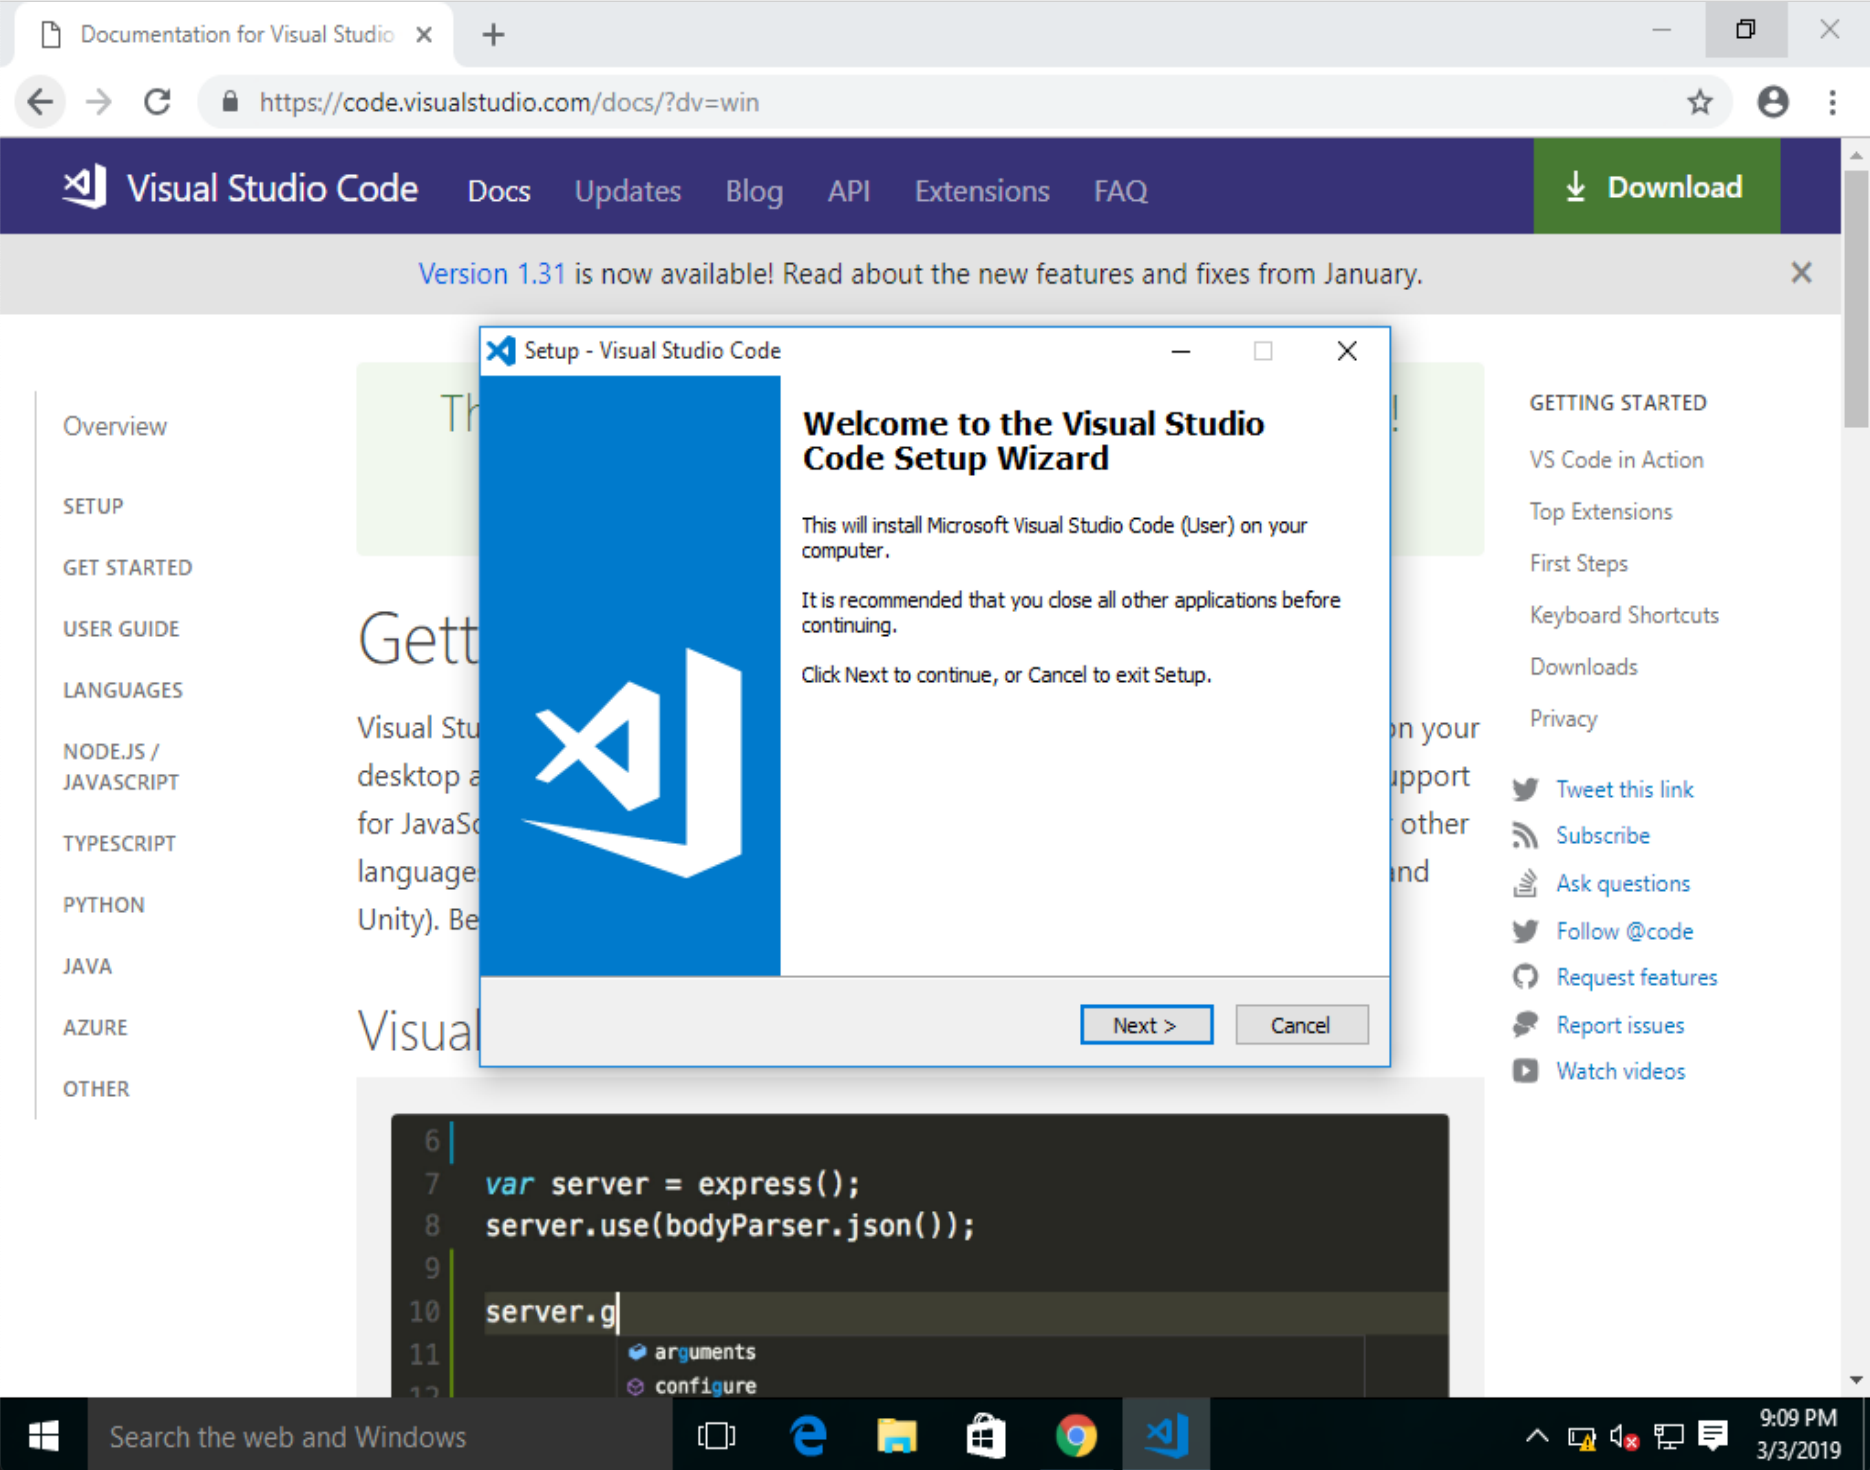 Documentation for Visual Studio
https://code.visualstudio.com/docs/?dv=win
Visual Studio Code
Docs
Updates
Blog
API
Extensions
FAQ
Download
Version 1.31 is now available! Read about the new features and fixes from January.
Overview
SETUP
GET STARTED
USER GUIDE
LANGUAGES
NODE.JS /
JAVASCRIPT
TYPESCRIPT
PYTHON
JAVA
AZURE
OTHER
Th
!
Gett
Visual Stu
on your
desktop a
upport
for JavaSc
other
language
and
Unity). Be
Visual
Setup - Visual Studio Code
Welcome to the Visual Studio
Code Setup Wizard
This will install Microsoft Visual Studio Code (User) on your
computer.
It is recommended that you close all other applications before
continuing.
Click Next to continue, or Cancel to exit Setup.
Next >
Cancel
GETTING STARTED
VS Code in Action
Top Extensions
First Steps
Keyboard Shortcuts
Downloads
Privacy
Tweet this link
Subscribe
Ask questions
Follow @code
Request features
Report issues
Watch videos
6
7 var server = express();
8 server.use(bodyParser.json());
9
10 server.g
11 arguments
12 configure
Search the web and Windows
9:09 PM
3/3/2019